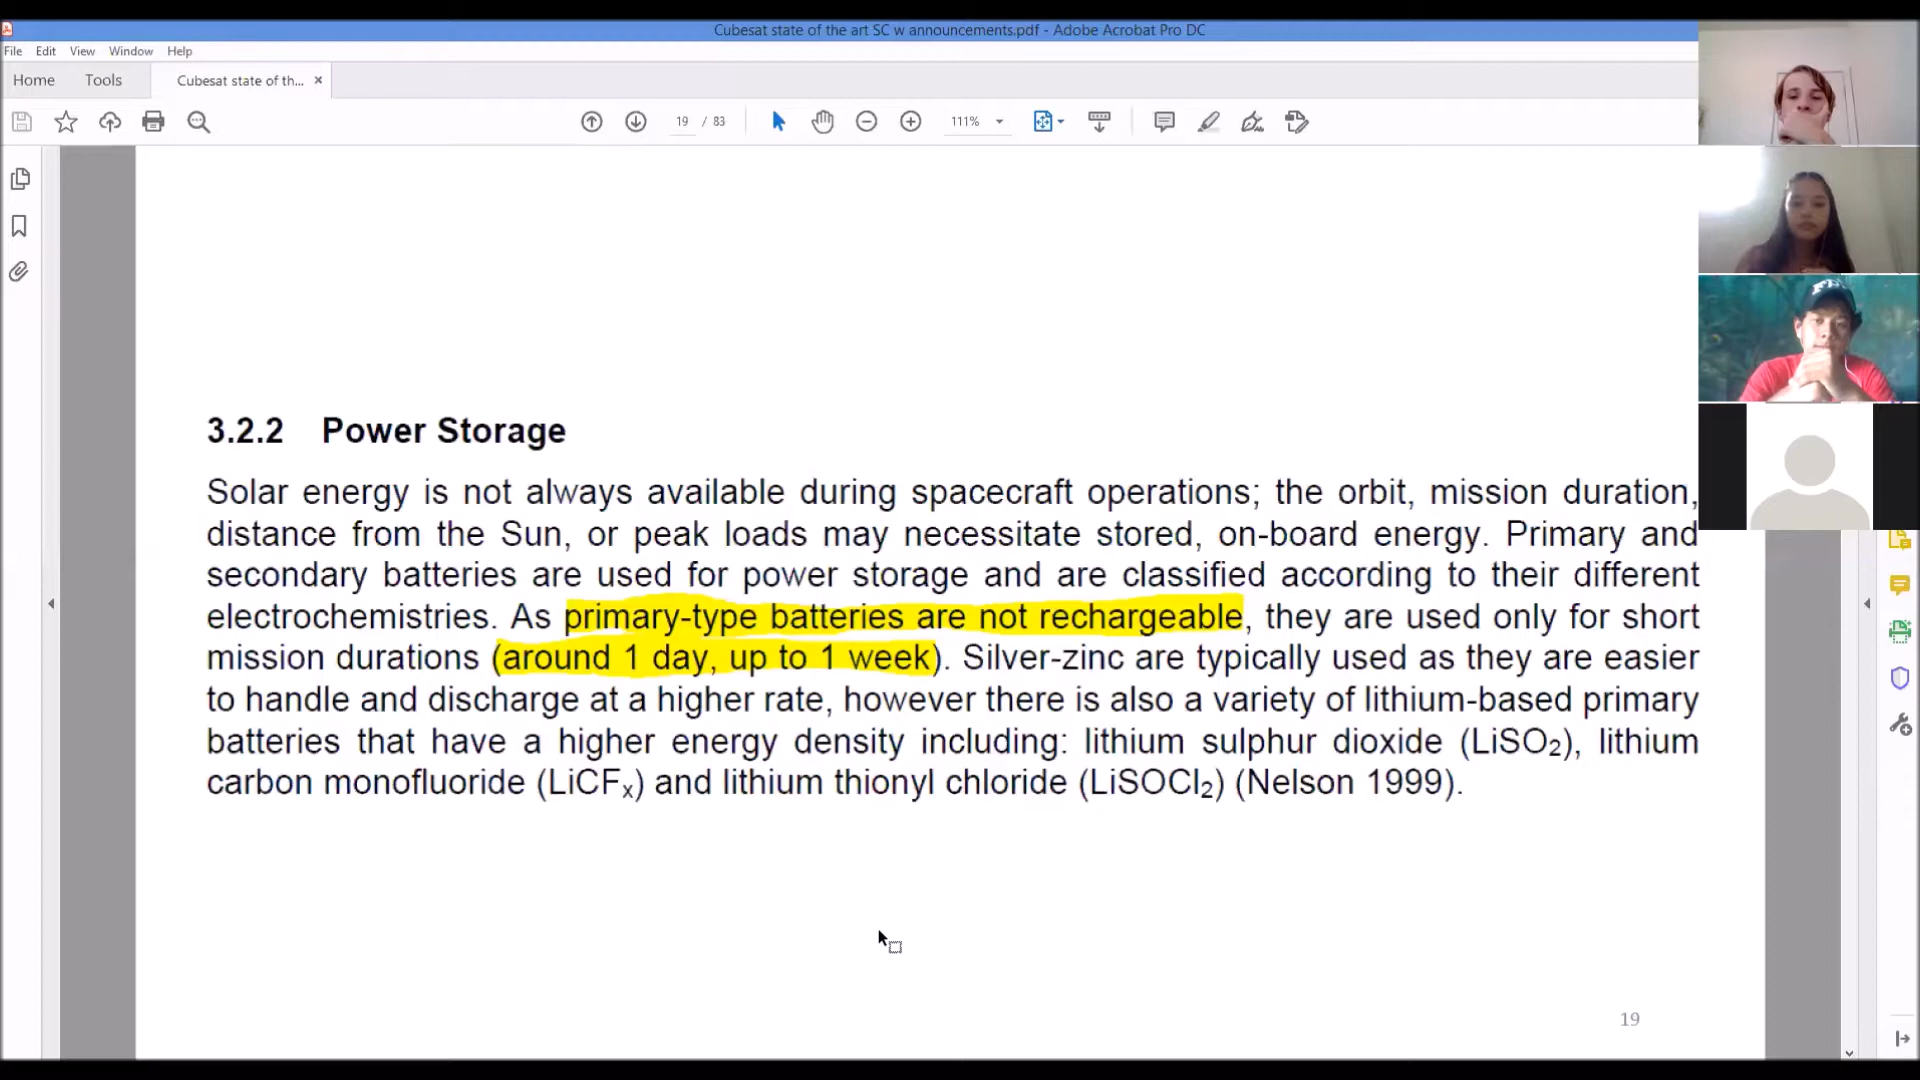 Cubesat state of the art SC w announcements.pdf - Adobe Acrobat Pro DC
File Edit View Window Help
Home Tools Cubesat state of th... ×
19 / 83 111%
3.2.2 Power Storage
Solar energy is not always available during spacecraft operations; the orbit, mission duration,
distance from the Sun, or peak loads may necessitate stored, on-board energy. Primary and
secondary batteries are used for power storage and are classified according to their different
electrochemistries. As primary-type batteries are not rechargeable, they are used only for short
mission durations (around 1 day, up to 1 week). Silver-zinc are typically used as they are easier
to handle and discharge at a higher rate, however there is also a variety of lithium-based primary
batteries that have a higher energy density including: lithium sulphur dioxide (LiSO₂), lithium
carbon monofluoride (LiCFₓ) and lithium thionyl chloride (LiSOCl₂) (Nelson 1999).
19